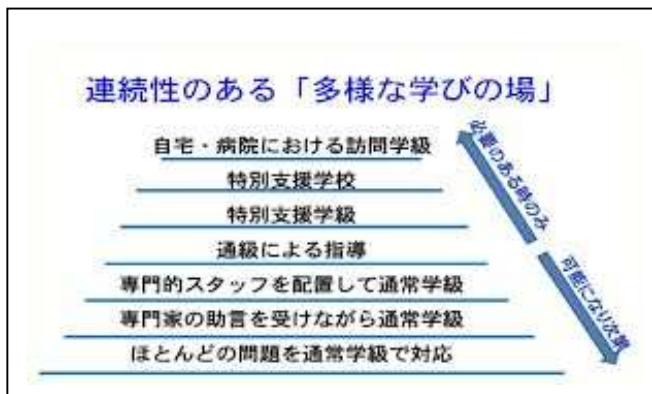 連続性のある「多様な学びの場」
自宅・病院における訪問学級
特別支援学校
特別支援学級
通級による指導
専門的スタッフを配置して通常学級
専門家の助言を受けながら通常学級
ほとんどの問題を通常学級で対応
必要のある時のみ
可能になり次第